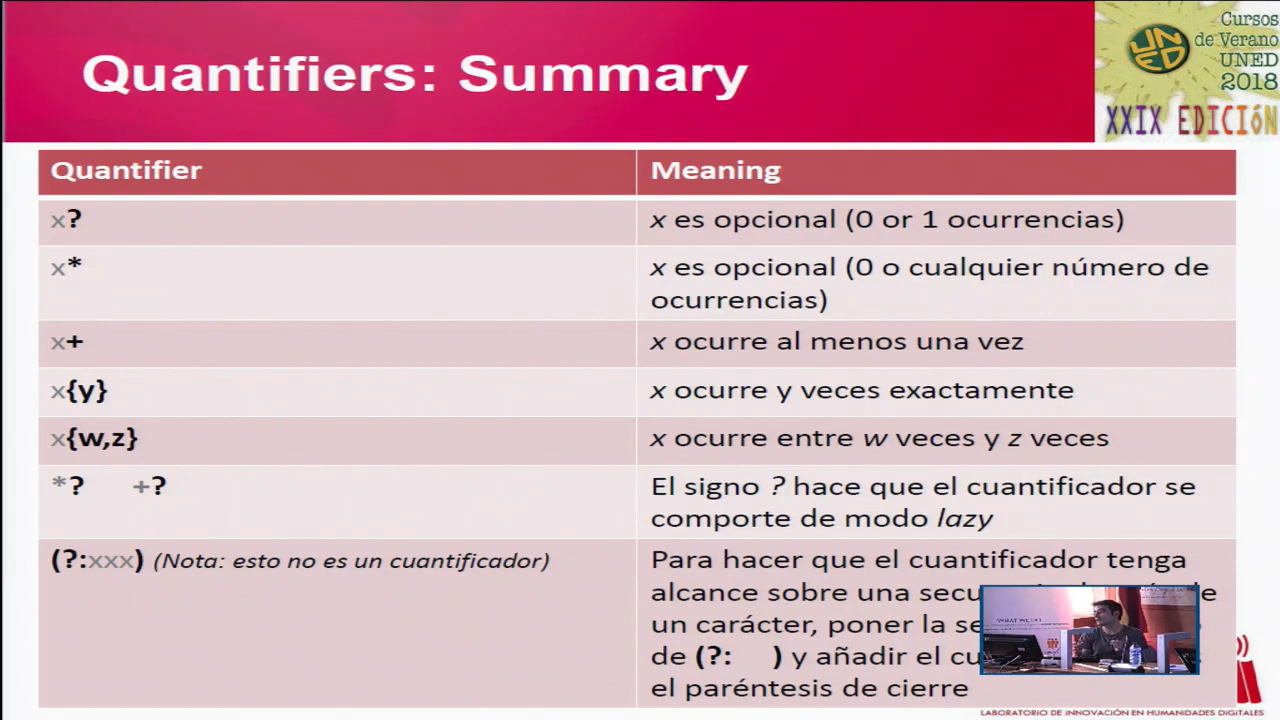 Quantifiers: Summary
Cursos
de Verano
UNED
2018
UNED
XXIX EDICIÓN
Quantifier
Meaning
x?
x es opcional (0 or 1 ocurrencias)
x*
x es opcional (0 o cualquier número de
ocurrencias)
x+
x ocurre al menos una vez
x{y}
x ocurre y veces exactamente
x{w,z}
x ocurre entre w veces y z veces
*? +?
El signo ? hace que el cuantificador se
comporte de modo lazy
(?:xxx) (Nota: esto no es un cuantificador)
Para hacer que el cuantificador tenga
alcance sobre una
un carácter, poner la
de (?: ) y añadir el
el paréntesis de cierre
LABORATORIO DE INNOVACIÓN EN HUMANIDADES DIGITALES